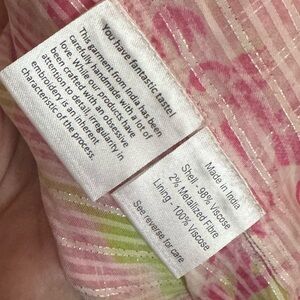 You have fantastic taste!
This garment from India has been
carefully handmade with a lot of
love. While our products have
been crafted with an obsessive
attention to detail, irregularity in
embroidery is an inherent
characteristic of the process.
Made in India
Shell - 98% Viscose
2% Metallized Fibre
Lining - 100% Viscose
See reverse for care